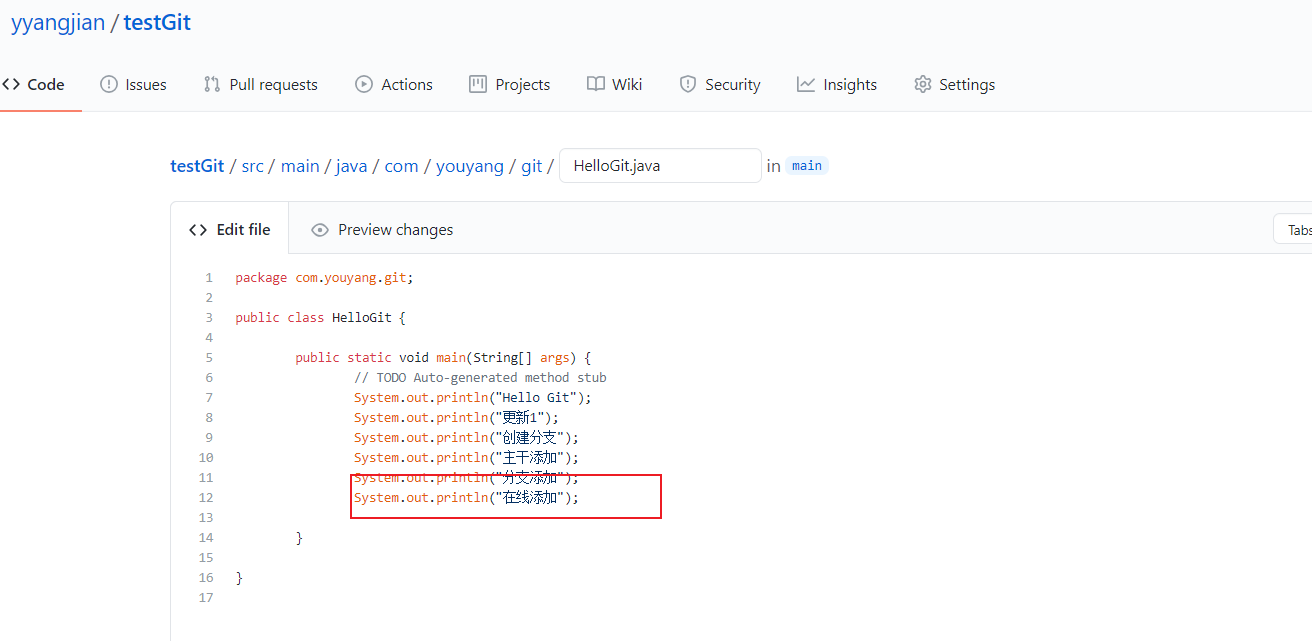 yyangjian / testGit
<> Code Issues Pull requests Actions Projects Wiki Security Insights Settings
testGit / src / main / java / com / youyang / git / HelloGit.java in main
<> Edit file Preview changes Tabs
1 package com.youyang.git;
2
3 public class HelloGit {
4
5 public static void main(String[] args) {
6 // TODO Auto-generated method stub
7 System.out.println("Hello Git");
8 System.out.println("更新1");
9 System.out.println("创建分支");
10 System.out.println("主干添加");
11 System.out.println("分支添加");
12 System.out.println("在线添加");
13
14 }
15
16 }
17